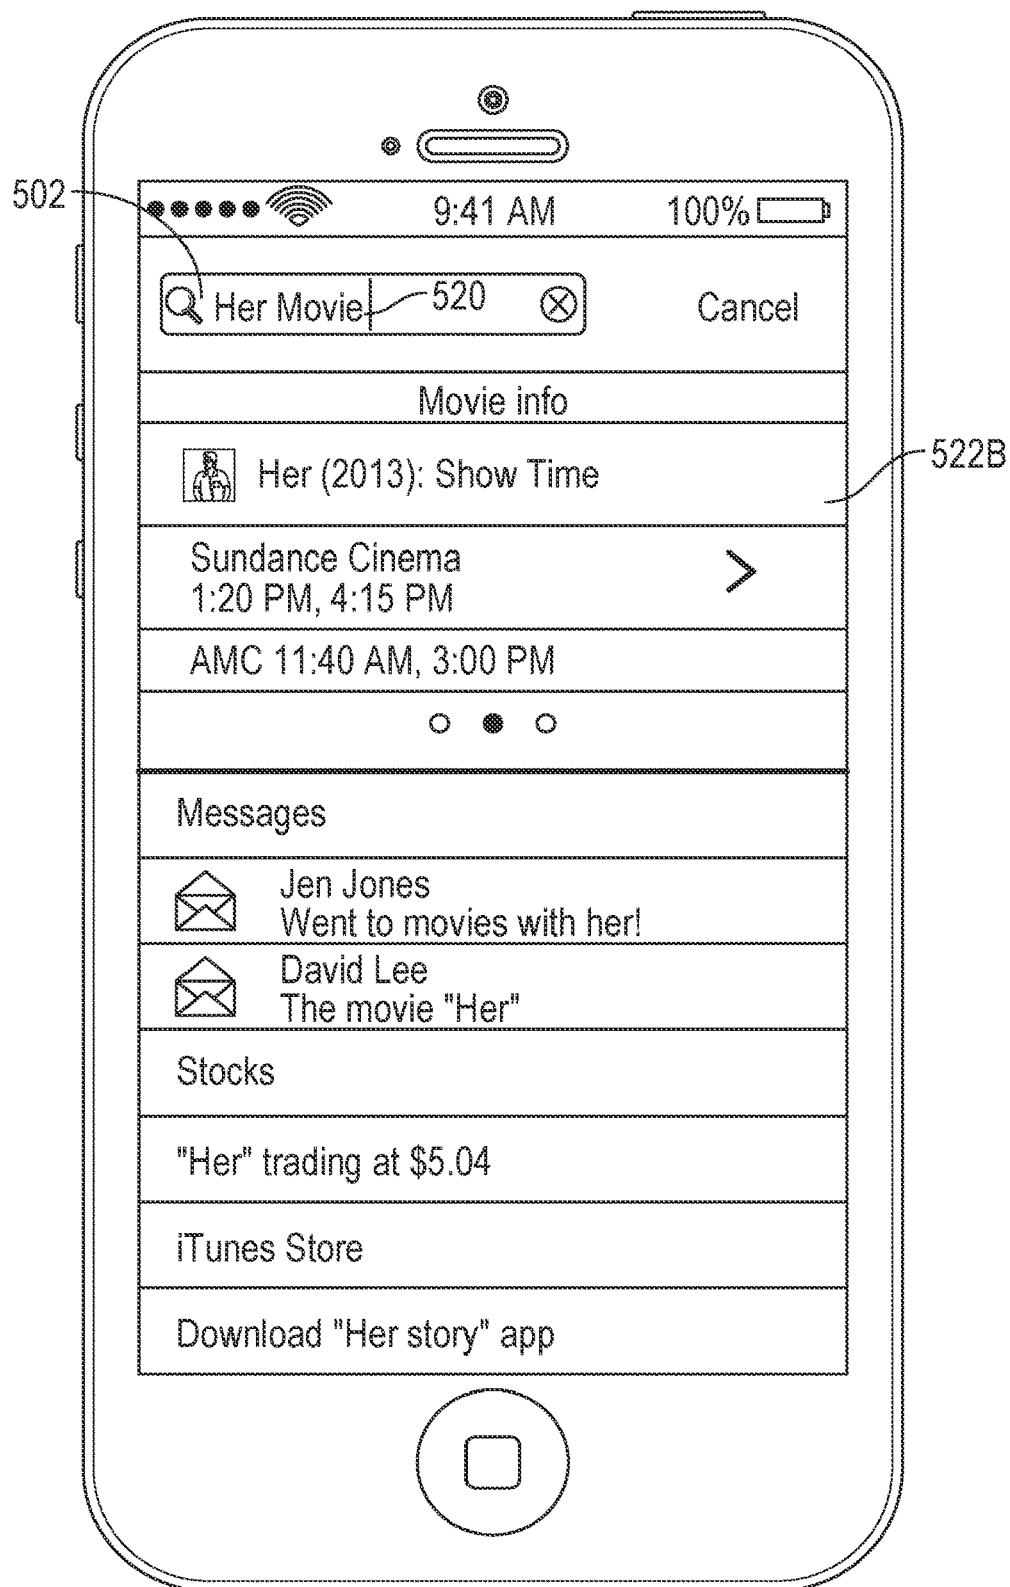 502
9:41 AM 100%
Her Movie 520 Cancel
Movie info
Her (2013): Show Time
522B
Sundance Cinema
1:20 PM, 4:15 PM
AMC 11:40 AM, 3:00 PM
Messages
Jen Jones
Went to movies with her!
David Lee
The movie "Her"
Stocks
"Her" trading at $5.04
iTunes Store
Download "Her story" app